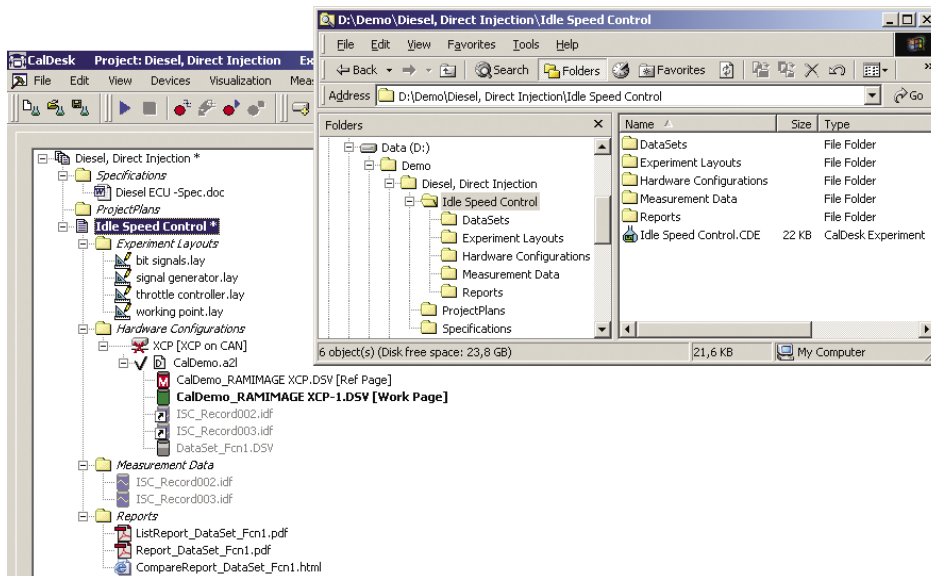 D:\Demo\Diesel, Direct Injection\Idle Speed Control
File Edit View Favorites Tools Help
Back Search Folders Favorites »
Address D:\Demo\Diesel, Direct Injection\Idle Speed Control Go
Folders
Data (D:)
Demo
Diesel, Direct Injection
Idle Speed Control
DataSets
Experiment Layouts
Hardware Configurations
Measurement Data
Reports
ProjectPlans
Specifications
Name Size Type
DataSets File Folder
Experiment Layouts File Folder
Hardware Configurations File Folder
Measurement Data File Folder
Reports File Folder
Idle Speed Control.CDE 22 KB CalDesk Experiment
6 object(s) (Disk free space: 23,8 GB) 21,6 KB My Computer
CalDesk Project: Diesel, Direct Injection Ex
File Edit View Devices Visualization Meas
Diesel, Direct Injection *
Specifications
Diesel ECU -Spec.doc
ProjectPlans
Idle Speed Control *
Experiment Layouts
bit signals.lay
signal generator.lay
throttle controller.lay
working point.lay
Hardware Configurations
XCP [XCP on CAN]
CalDemo.a2l
CalDemo_RAMIMAGE XCP.DSV [Ref Page]
CalDemo_RAMIMAGE XCP-1.DSV [Work Page]
ISC_Record002.idf
ISC_Record003.idf
DataSet_Fcn1.DSV
Measurement Data
ISC_Record002.idf
ISC_Record003.idf
Reports
ListReport_DataSet_Fcn1.pdf
Report_DataSet_Fcn1.pdf
CompareReport_DataSet_Fcn1.html